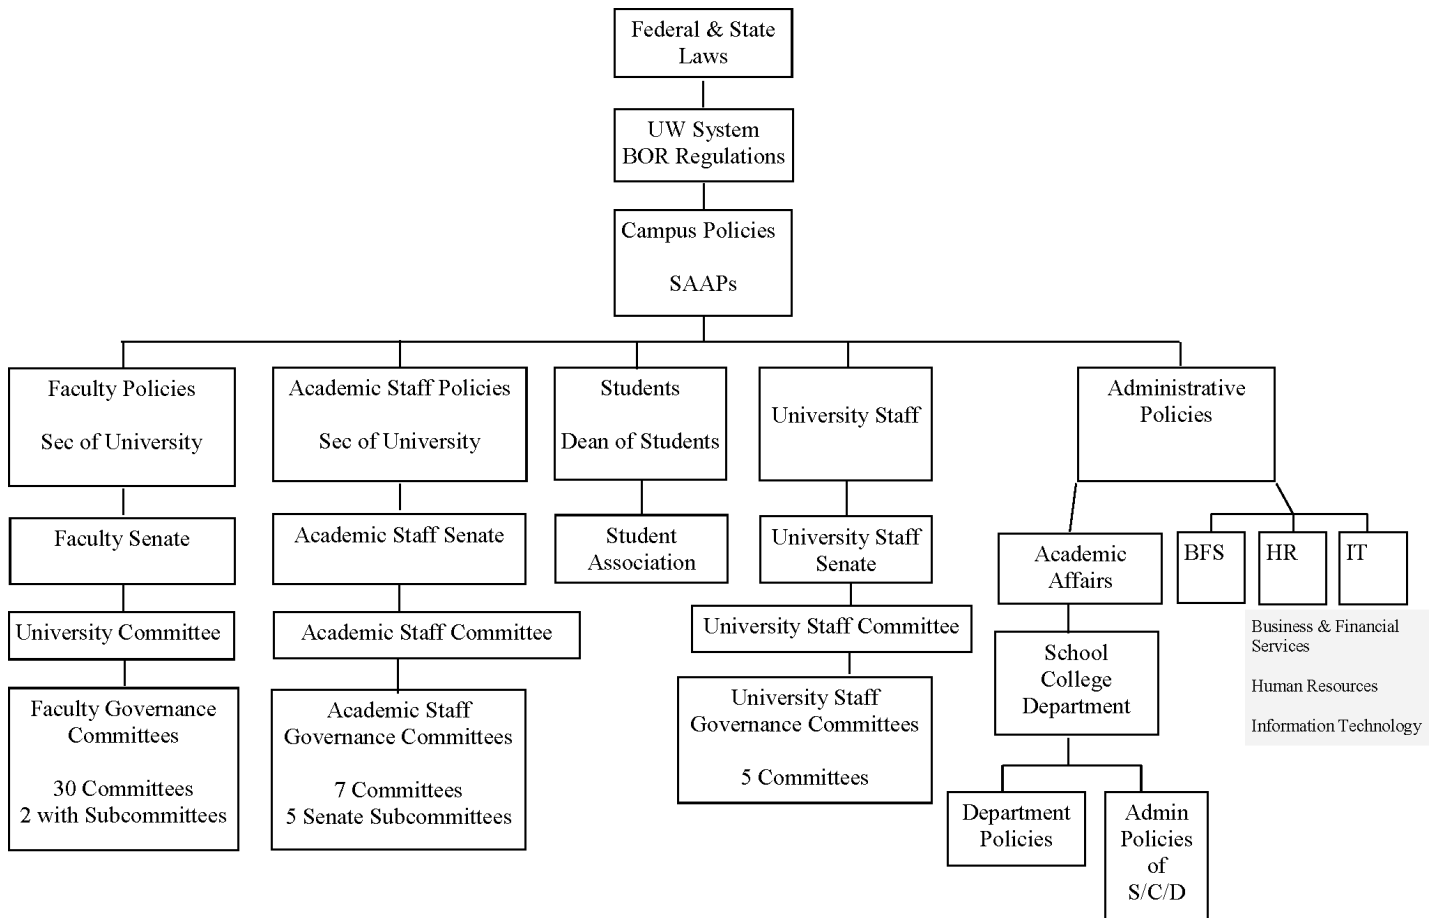 Federal & State
Laws
UW System
BOR Regulations
Campus Policies
SAAPs
Faculty Policies
Sec of University
Academic Staff Policies
Sec of University
Students
Dean of Students
University Staff
Administrative
Policies
Faculty Senate
Academic Staff Senate
Student
Association
University Staff
Senate
Academic
Affairs
BFS
HR
IT
University Committee
Academic Staff Committee
University Staff Committee
School
College
Department
Business & Financial
Services
Human Resources
Information Technology
Faculty Governance
Committees
30 Committees
2 with Subcommittees
Academic Staff
Governance Committees
7 Committees
5 Senate Subcommittees
University Staff
Governance Committees
5 Committees
Department
Policies
Admin
Policies
of
S/C/D